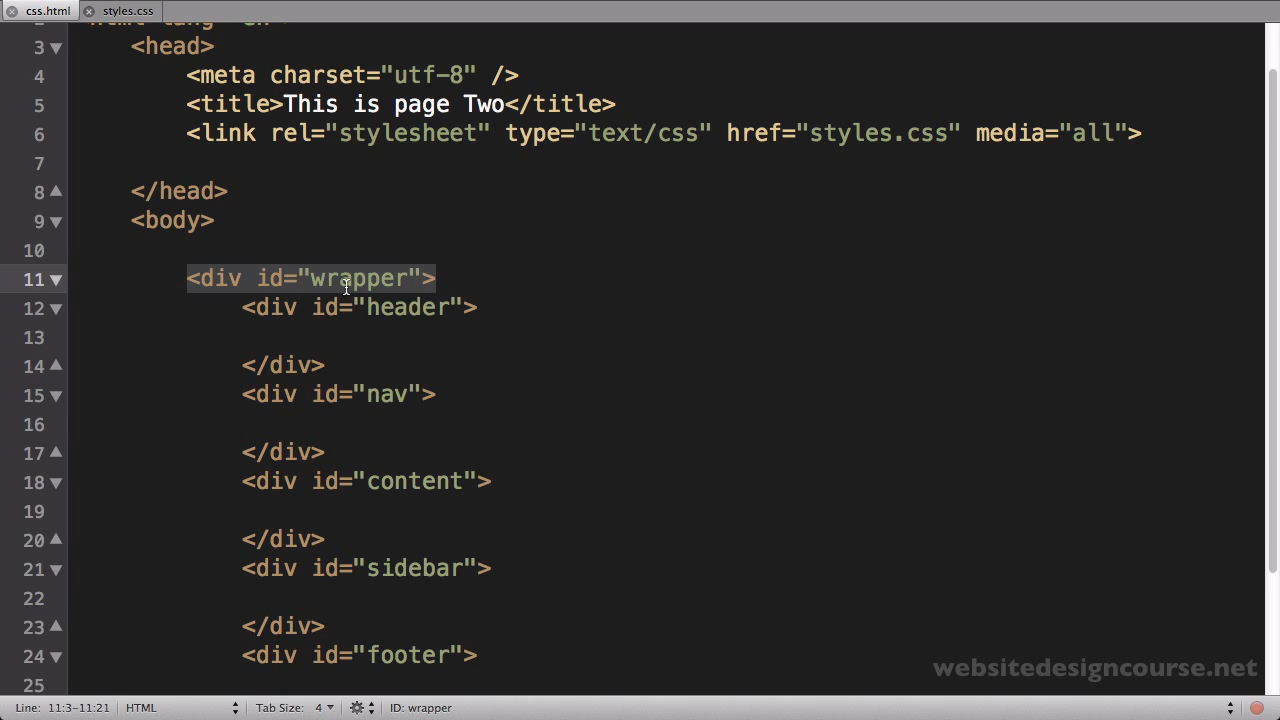 css.html styles.css
3 <head>
4 <meta charset="utf-8" />
5 <title>This is page Two</title>
6 <link rel="stylesheet" type="text/css" href="styles.css" media="all">
7
8 </head>
9 <body>
10
11 <div id="wrapper">
12 <div id="header">
13
14 </div>
15 <div id="nav">
16
17 </div>
18 <div id="content">
19
20 </div>
21 <div id="sidebar">
22
23 </div>
24 <div id="footer">
25
websitedesigncourse.net
Line: 11:3-11:21 HTML Tab Size: 4 ID: wrapper